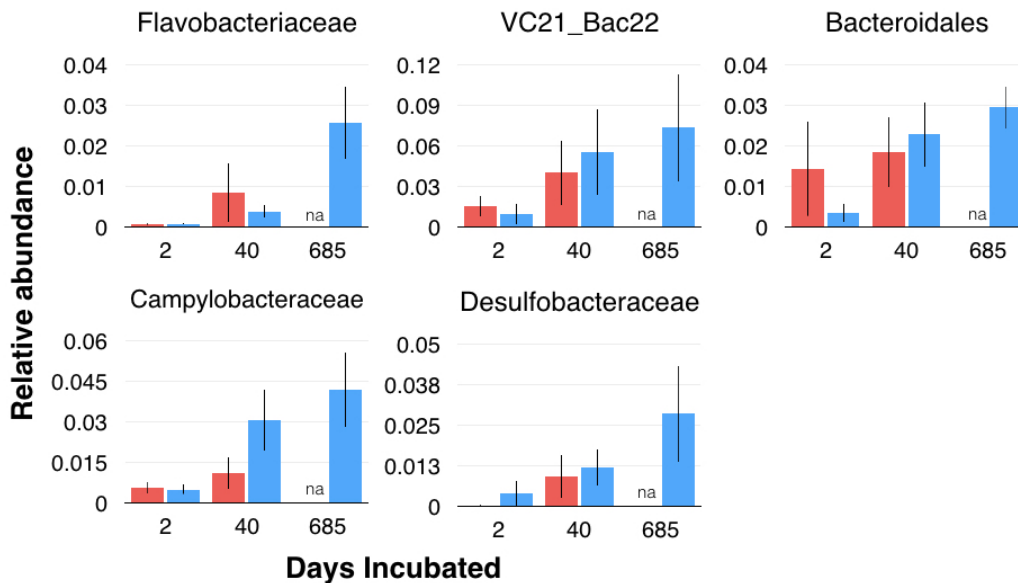 Flavobacteriaceae
VC21_Bac22
Bacteroidales
0.04
0.03
0.02
0.01
0
na
2 40 685
0.12
0.09
0.06
0.03
0
na
2 40 685
0.04
0.03
0.02
0.01
0
na
2 40 685
Relative abundance
Campylobacteraceae
Desulfobacteraceae
0.06
0.045
0.03
0.015
0
na
2 40 685
0.05
0.038
0.025
0.013
0
na
2 40 685
Days Incubated